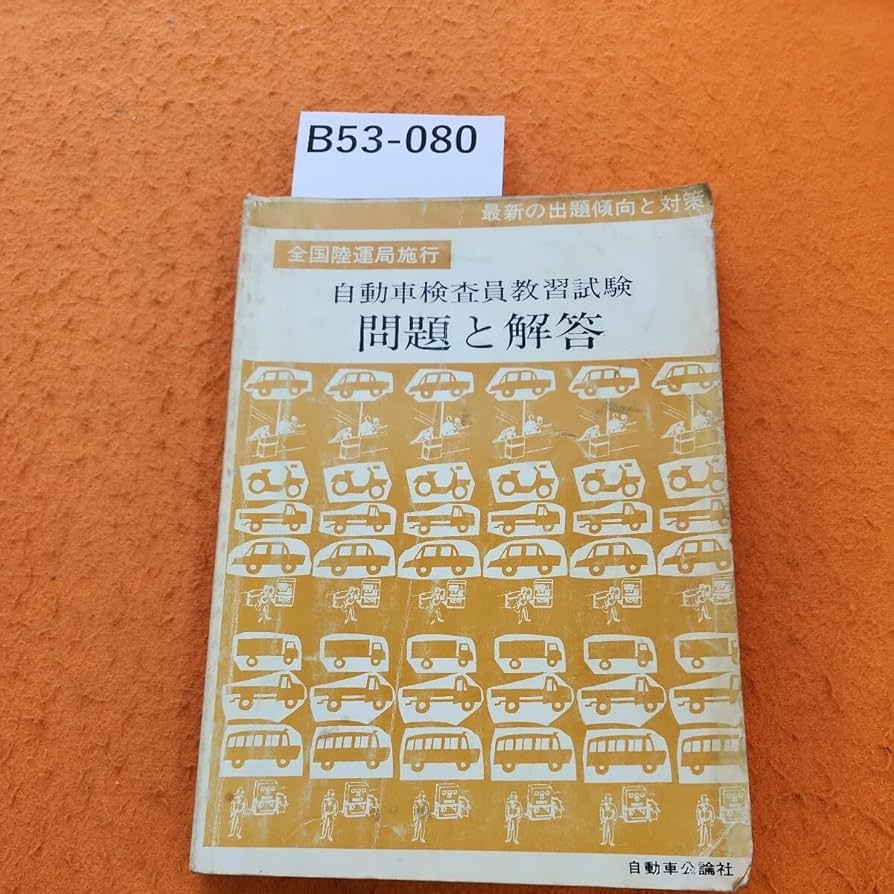 B53-080
最新の出題傾向と対策
全国陸運局施行
自動車検査員教習試験
問題と解答
自動車公論社